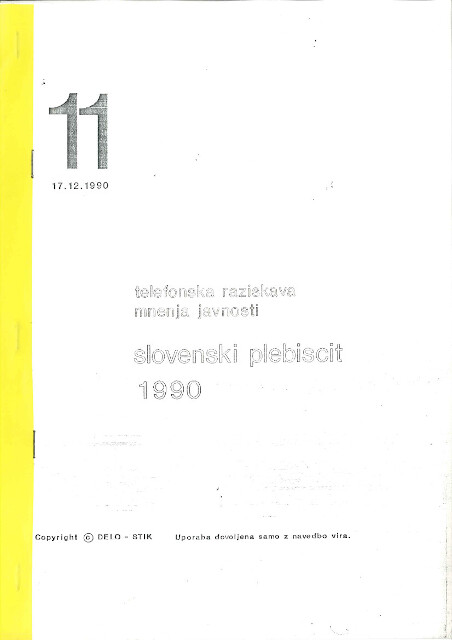 11
17.12.1990
telefonska raziskava
mnenja javnosti
slovenski plebiscit
1990
Copyright © DELO - STIK Uporaba dovoljena samo z navedbo vira.